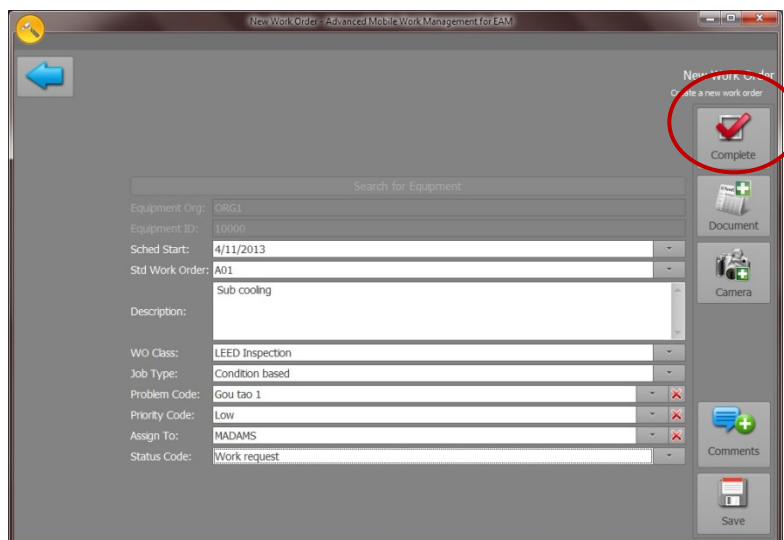 New Work Order - Advanced Mobile Work Management for EAM
New Work Order
Create a new work order
Complete
Search for Equipment
Equipment Org: ORG1
Document
Equipment ID: 10000
Sched Start: 4/11/2013
Std Work Order: A01
Sub cooling
Camera
Description:
WO Class: LEED Inspection
Job Type: Condition based
Problem Code: Gou tao 1
Priority Code: Low
Assign To: MADAMS
Comments
Status Code: Work request
Save